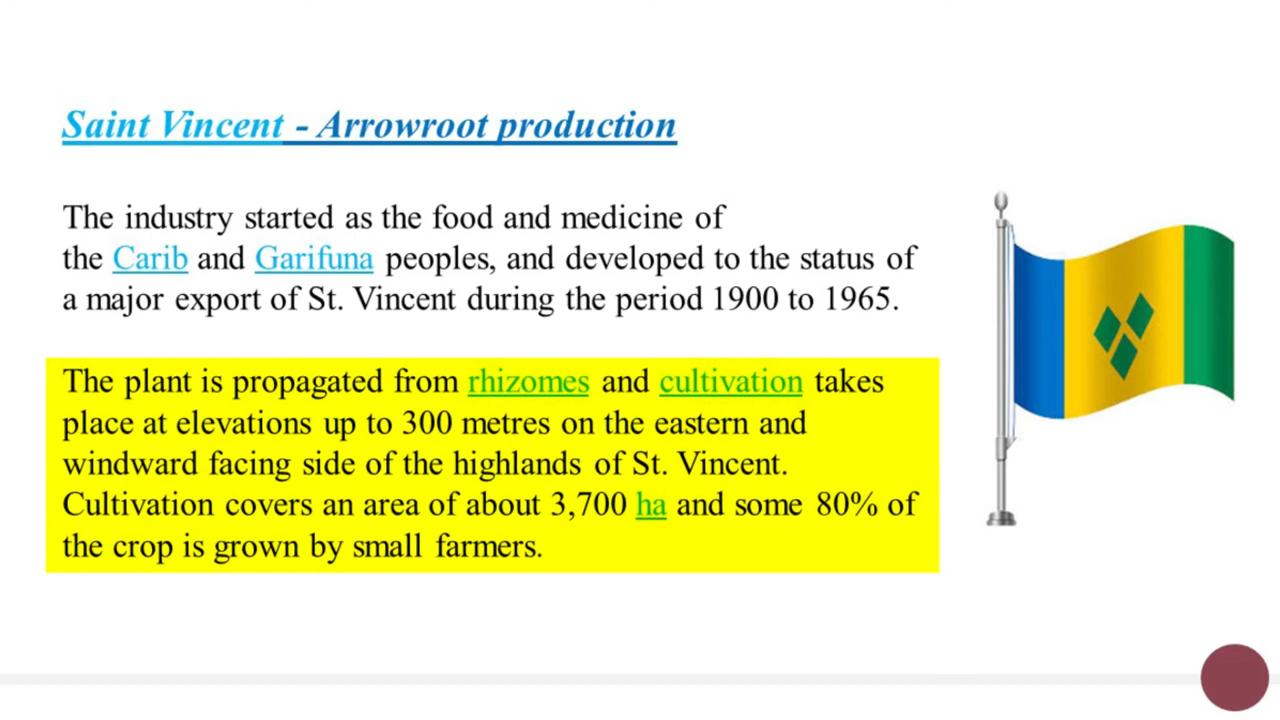 Saint Vincent - Arrowroot production
The industry started as the food and medicine of
the Carib and Garifuna peoples, and developed to the status of
a major export of St. Vincent during the period 1900 to 1965.
The plant is propagated from rhizomes and cultivation takes
place at elevations up to 300 metres on the eastern and
windward facing side of the highlands of St. Vincent.
Cultivation covers an area of about 3,700 ha and some 80% of
the crop is grown by small farmers.